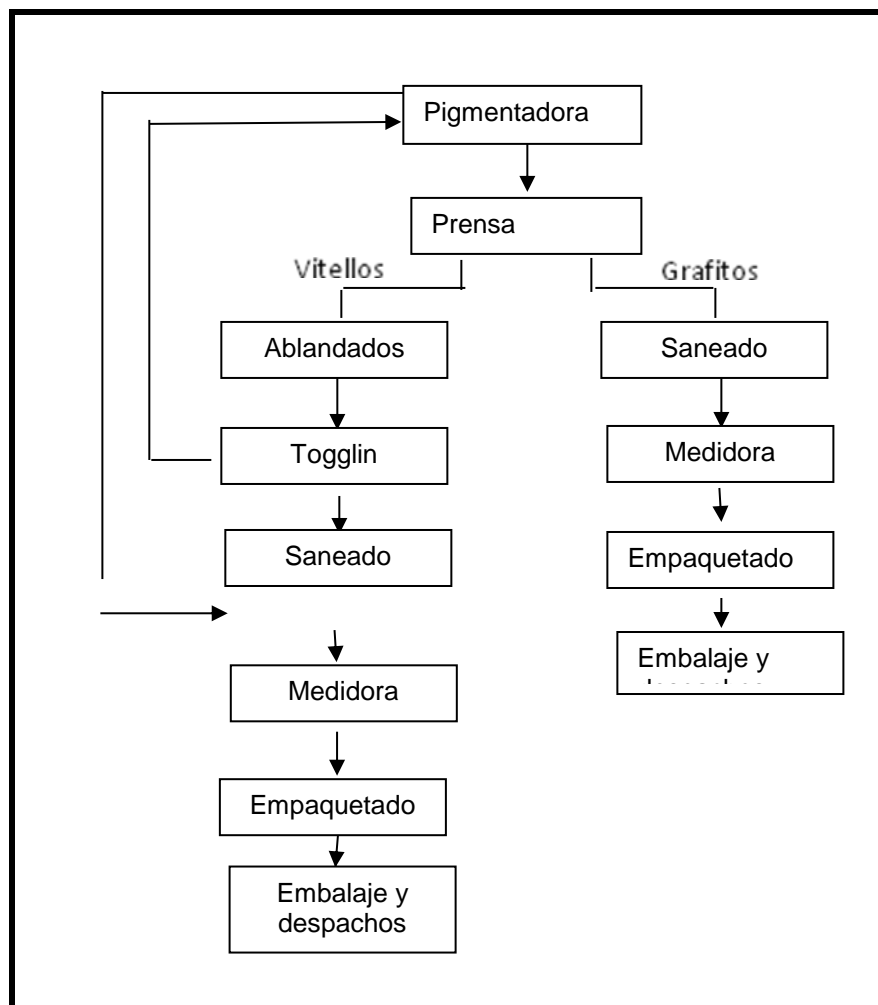 Pigmentadora
Prensa
Vitellos
Grafitos
Ablandados
Saneado
Togglin
Medidora
Saneado
Empaquetado
Embalaje y
Medidora
Empaquetado
Embalaje y
despachos